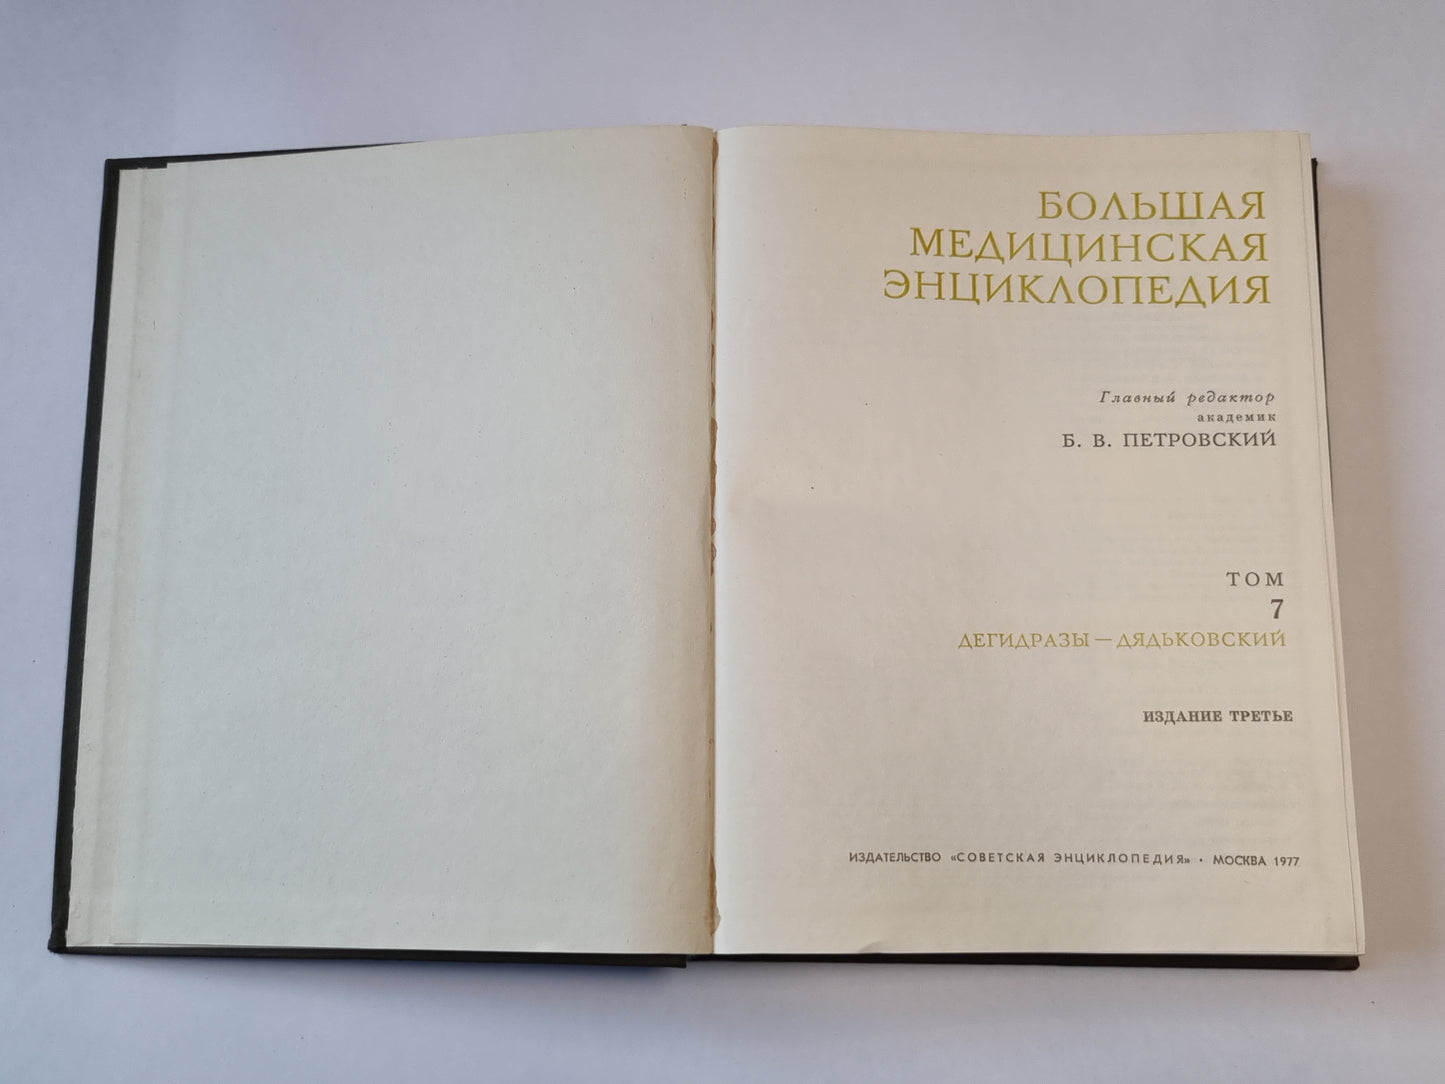 БОЛЬШАЯ
МЕДИЦИНСКАЯ
ЭНЦИКЛОПЕДИЯ
Главный редактор
академик
Б. В. ПЕТРОВСКИЙ
ТОМ
7
ДЕГИДРАЗЫ — ДЯДЬКОВСКИЙ
ИЗДАНИЕ ТРЕТЬЕ
ИЗДАТЕЛЬСТВО «СОВЕТСКАЯ ЭНЦИКЛОПЕДИЯ» · МОСКВА 1977